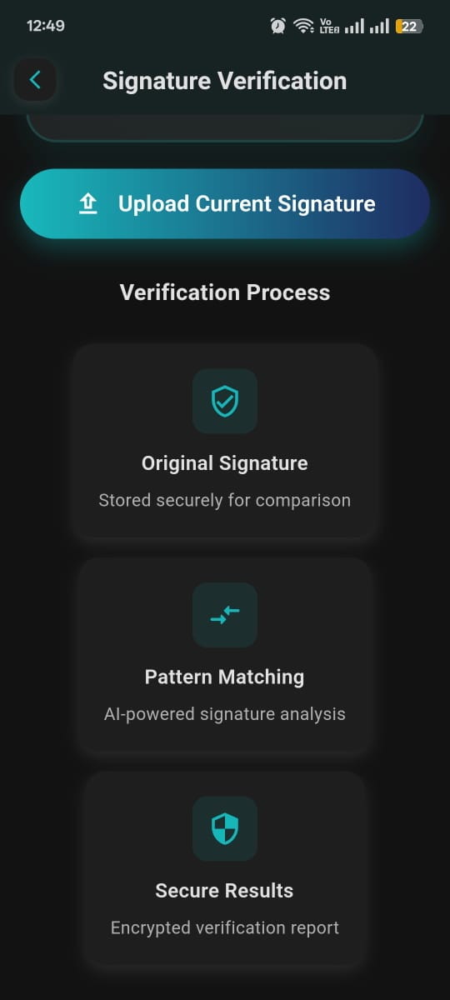 12:49
Vo
LTE
22
Signature Verification
Upload Current Signature
Verification Process
Original Signature
Stored securely for comparison
Pattern Matching
AI-powered signature analysis
Secure Results
Encrypted verification report